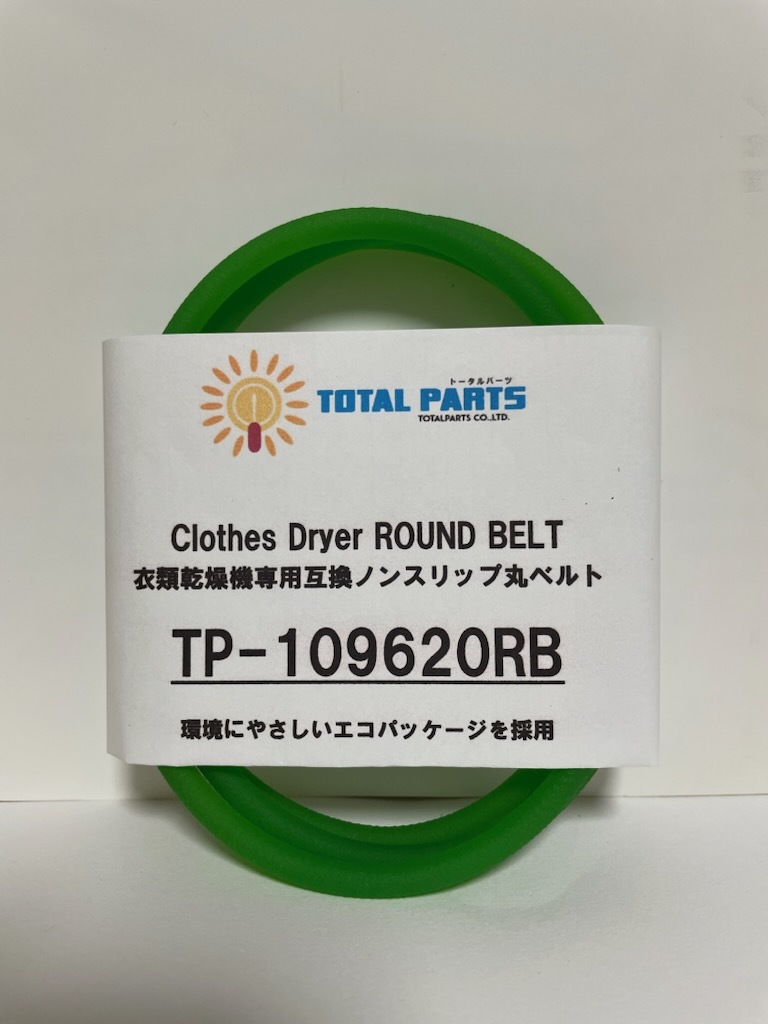 トータルパーツ
TOTAL PARTS
TOTALPARTS CO.,LTD.
Clothes Dryer ROUND BELT
衣類乾燥機専用互換ノンスリップ丸ベルト
TP-109620RB
環境にやさしいエコパッケージを採用